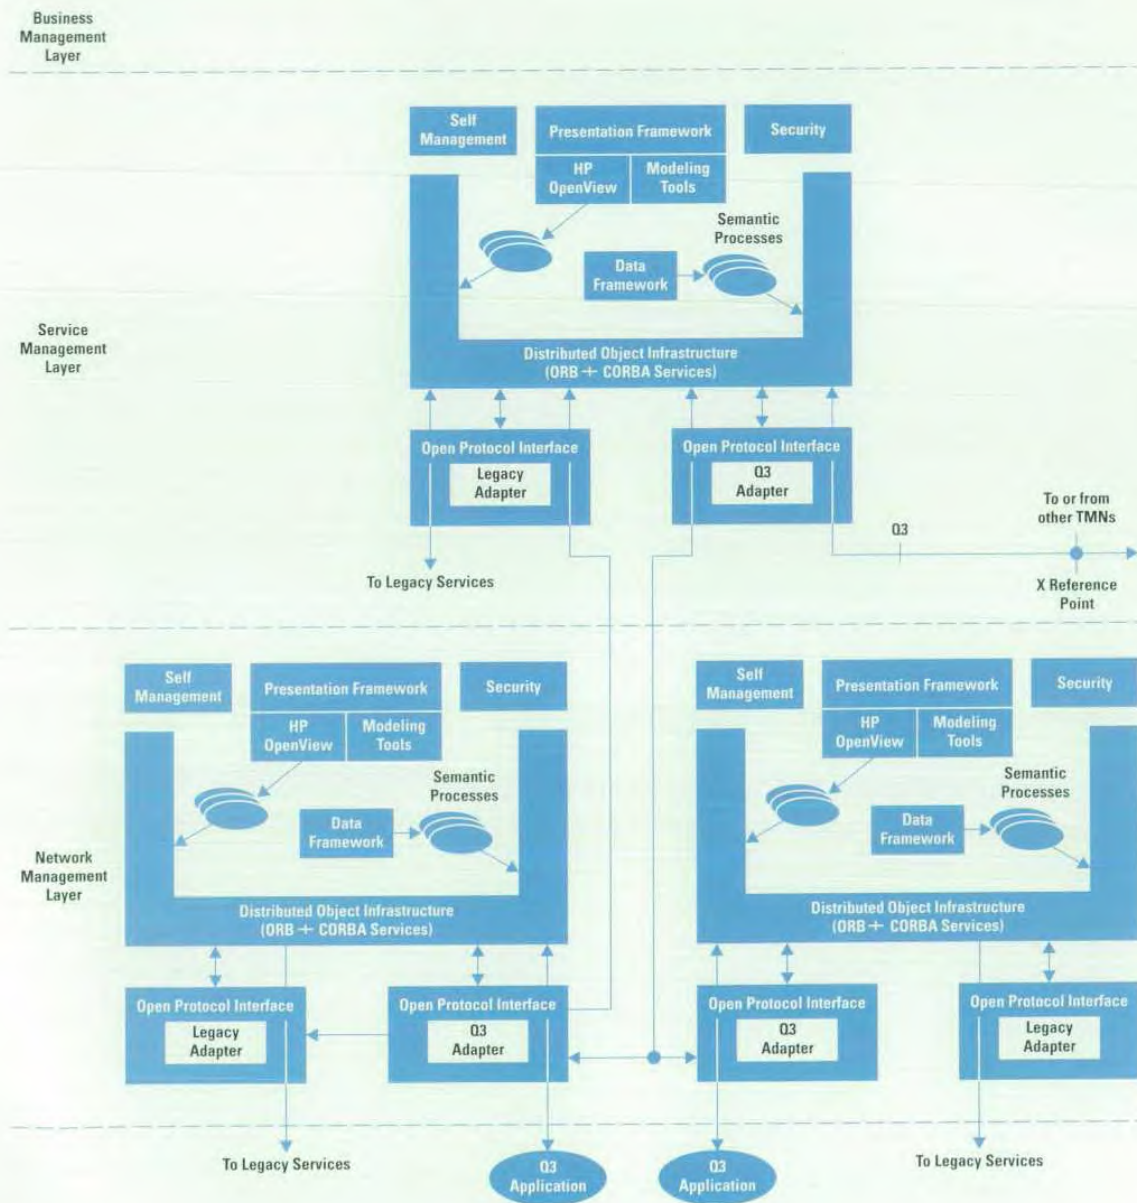 Business
Management
Layer
Self
Management
Presentation Framework
Security
HP
OpenView
Modeling
Tools
Semantic
Processes
Data
Framework
Service
Management
Layer
Distributed Object Infrastructure
(ORB + CORBA Services)
Open Protocol Interface
Legacy
Adapter
Open Protocol Interface
Q3
Adapter
To Legacy Services
Q3
To or from
other TMNs
X Reference
Point
Self
Management
Presentation Framework
Security
HP
OpenView
Modeling
Tools
Semantic
Processes
Data
Framework
Self
Management
Presentation Framework
Security
HP
OpenView
Modeling
Tools
Semantic
Processes
Data
Framework
Network
Management
Layer
Distributed Object Infrastructure
(ORB + CORBA Services)
Distributed Object Infrastructure
(ORB + CORBA Services)
Open Protocol Interface
Legacy
Adapter
Open Protocol Interface
Q3
Adapter
Open Protocol Interface
Q3
Adapter
Open Protocol Interface
Legacy
Adapter
To Legacy Services
Q3
Application
Q3
Application
To Legacy Services